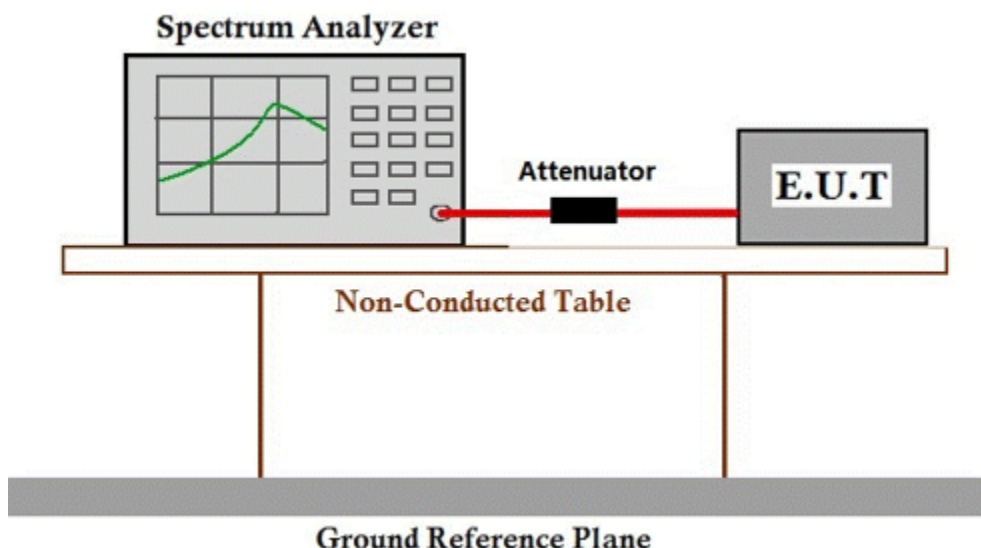 Spectrum Analyzer
Attenuator
E.U.T
Non-Conducted Table
Ground Reference Plane